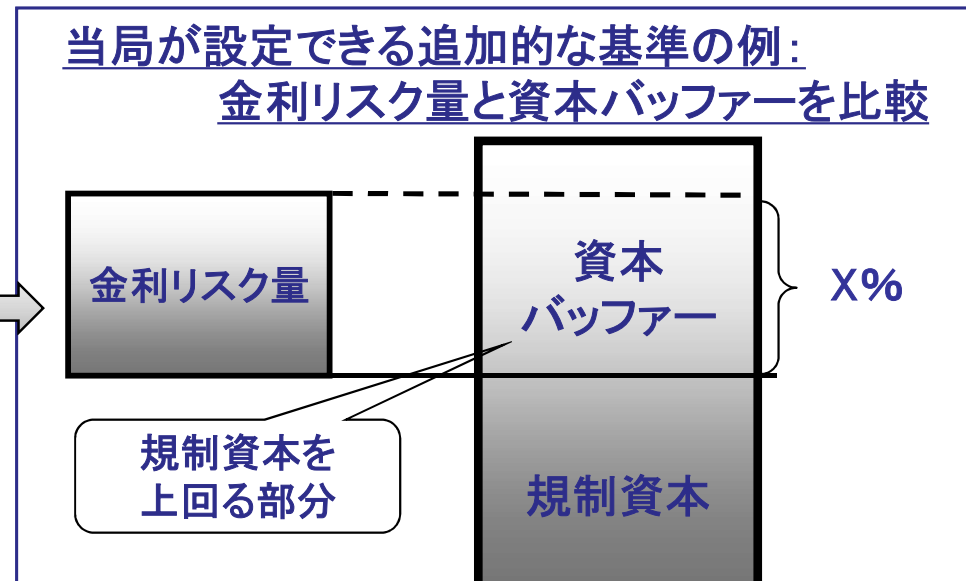 当局が設定できる追加的な基準の例：
金利リスク量と資本バッファーを比較
金利リスク量
資本
バッファー
X%
規制資本を
上回る部分
規制資本